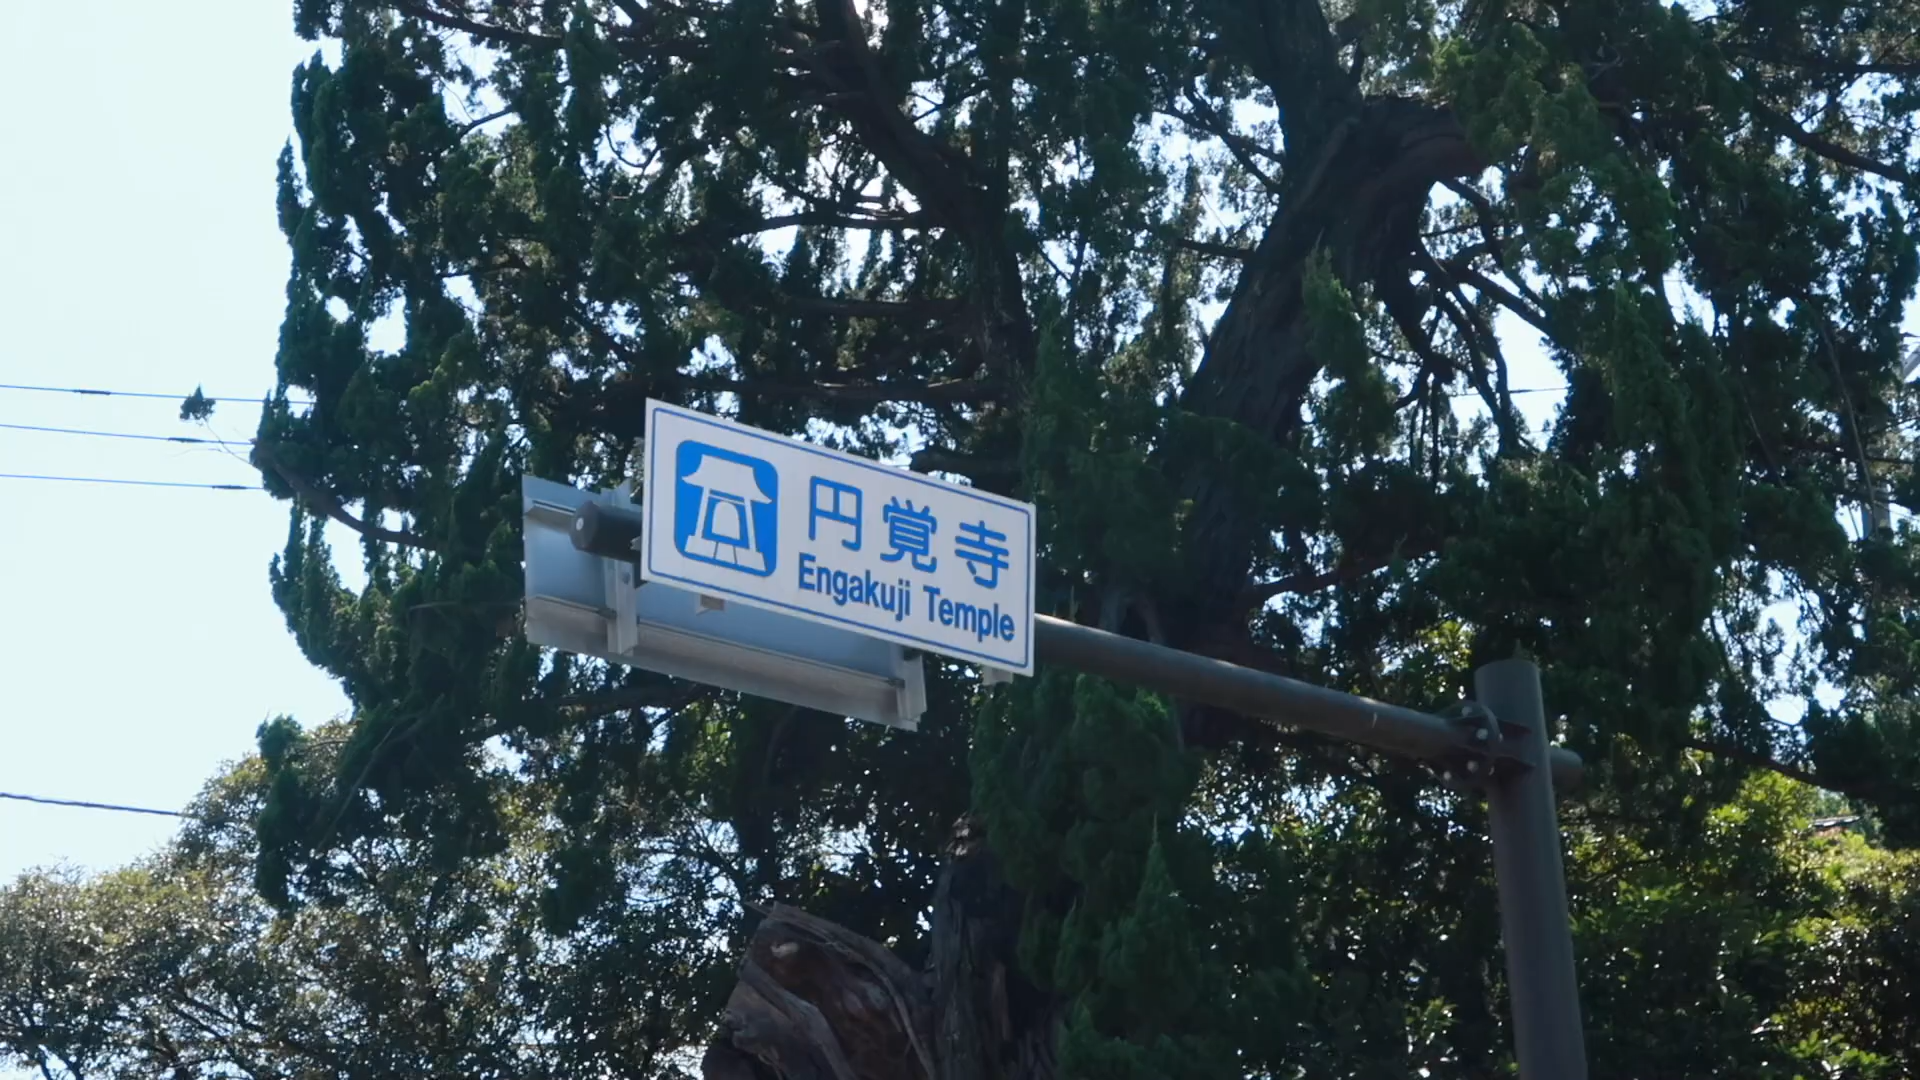 円覚寺
Engakuji Temple